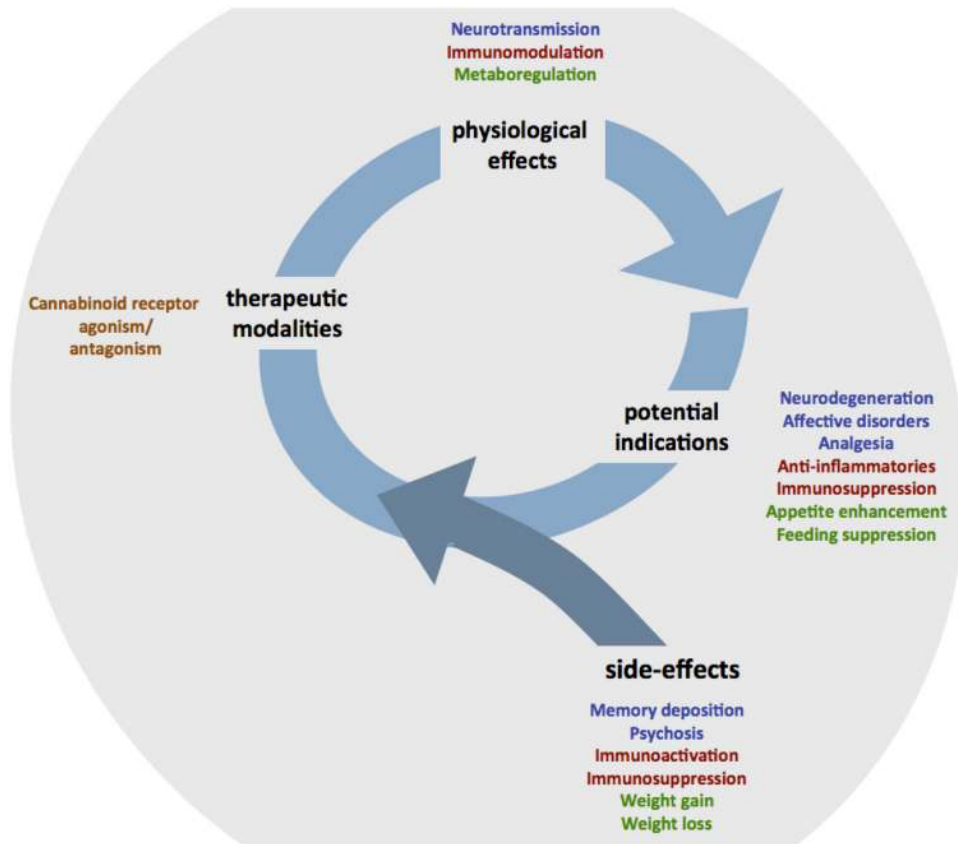 Neurotransmission
Immunomodulation
Metaboregulation
physiological
effects
Cannabinoid receptor
agonism/
antagonism
therapeutic
modalities
potential
indications
Neurodegeneration
Affective disorders
Analgesia
Anti-inflammatories
Immunosuppression
Appetite enhancement
Feeding suppression
side-effects
Memory deposition
Psychosis
Immunoactivation
Immunosuppression
Weight gain
Weight loss